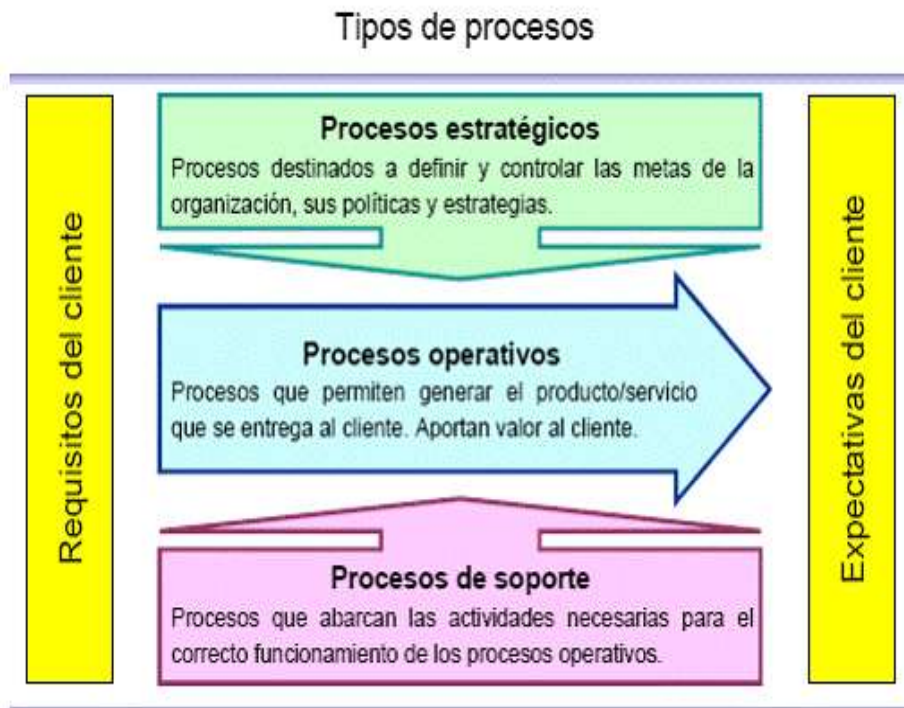 Tipos de procesos
Requisitos del cliente
Procesos estratégicos
Procesos destinados a definir y controlar las metas de la
organización, sus políticas y estrategias.
Procesos operativos
Procesos que permiten generar el producto/servicio
que se entrega al cliente. Aportan valor al cliente.
Procesos de soporte
Procesos que abarcan las actividades necesarias para el
correcto funcionamiento de los procesos operativos.
Expectativas del cliente